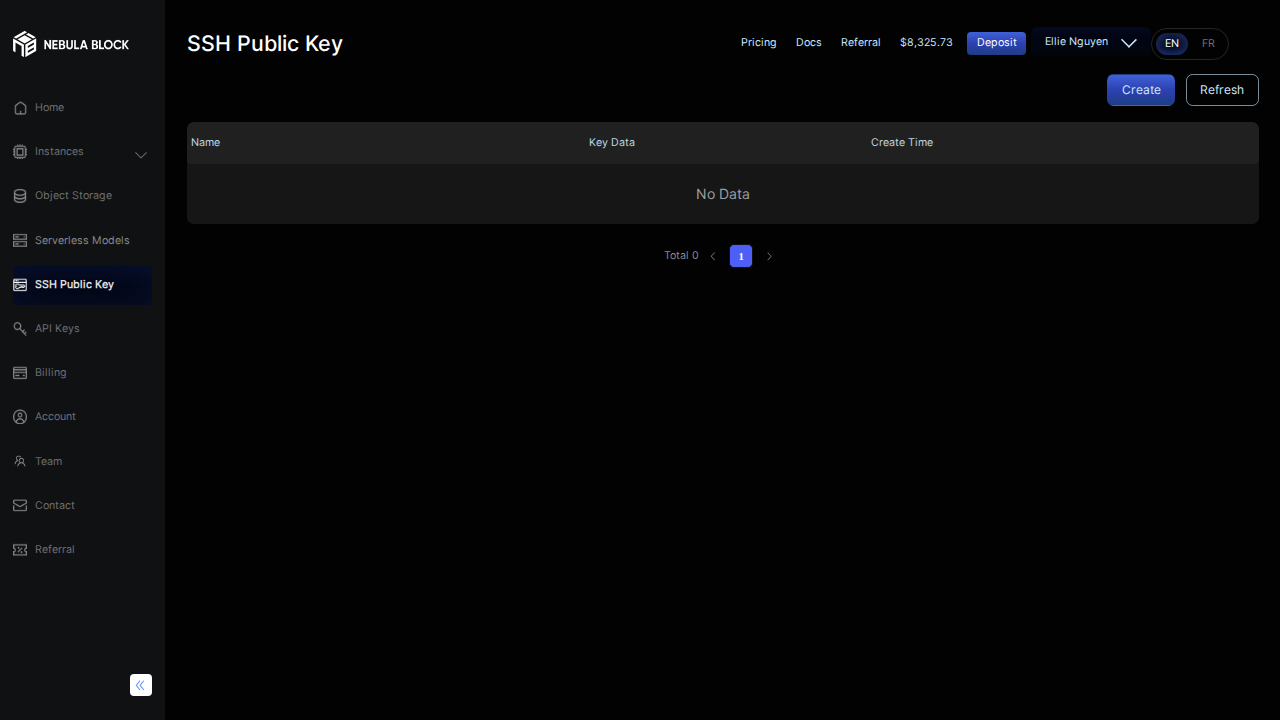 NEBULA BLOCK
Home
Instances
Object Storage
Serverless Models
SSH Public Key
API Keys
Billing
Account
Team
Contact
Referral
SSH Public Key
Pricing Docs Referral $8,325.73 Deposit Ellie Nguyen EN FR
Create Refresh
Name Key Data Create Time
No Data
Total 0 1